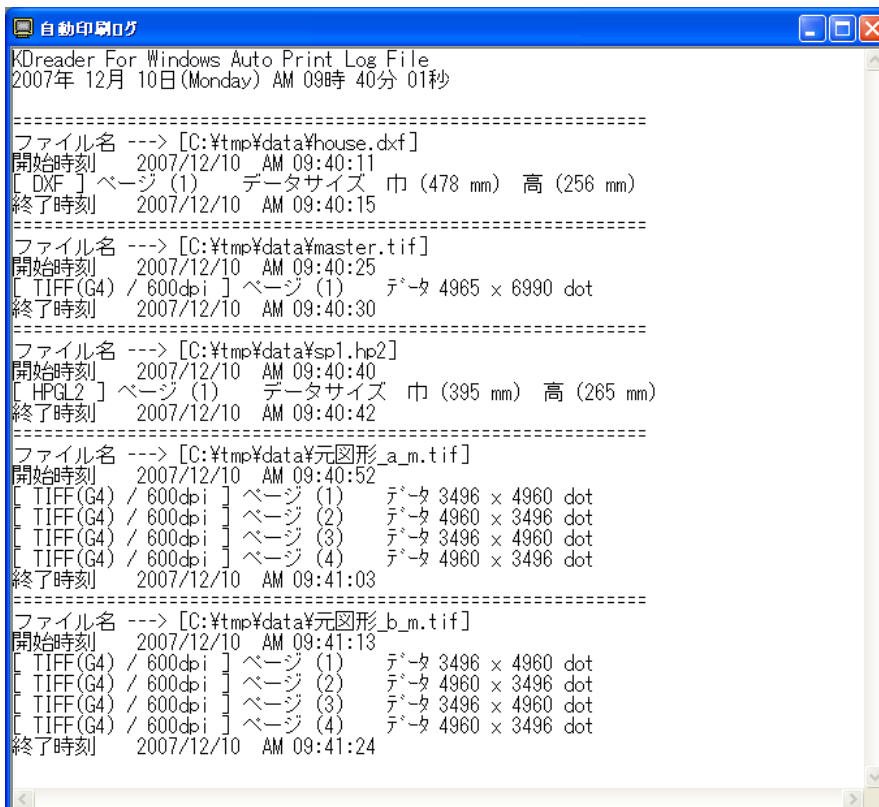 自動印刷ログ
KDreader For Windows Auto Print Log File
2007年 12月 10日(Monday) AM 09時 40分 01秒
==============================================================
ファイル名 ---> [C:¥tmp¥data¥house.dxf]
開始時刻    2007/12/10  AM 09:40:11
[ DXF ] ページ (1)    データサイズ  巾 (478 mm)  高 (256 mm)
終了時刻    2007/12/10  AM 09:40:15
==============================================================
ファイル名 ---> [C:¥tmp¥data¥master.tif]
開始時刻    2007/12/10  AM 09:40:25
[ TIFF(G4) / 600dpi ] ページ (1)    データ 4965 x 6990 dot
終了時刻    2007/12/10  AM 09:40:30
==============================================================
ファイル名 ---> [C:¥tmp¥data¥sp1.hp2]
開始時刻    2007/12/10  AM 09:40:40
[ HPGL2 ] ページ (1)    データサイズ  巾 (395 mm)  高 (265 mm)
終了時刻    2007/12/10  AM 09:40:42
==============================================================
ファイル名 ---> [C:¥tmp¥data¥元図形_a_m.tif]
開始時刻    2007/12/10  AM 09:40:52
[ TIFF(G4) / 600dpi ] ページ (1)    データ 3496 x 4960 dot
[ TIFF(G4) / 600dpi ] ページ (2)    データ 4960 x 3496 dot
[ TIFF(G4) / 600dpi ] ページ (3)    データ 3496 x 4960 dot
[ TIFF(G4) / 600dpi ] ページ (4)    データ 4960 x 3496 dot
終了時刻    2007/12/10  AM 09:41:03
==============================================================
ファイル名 ---> [C:¥tmp¥data¥元図形_b_m.tif]
開始時刻    2007/12/10  AM 09:41:13
[ TIFF(G4) / 600dpi ] ページ (1)    データ 3496 x 4960 dot
[ TIFF(G4) / 600dpi ] ページ (2)    データ 4960 x 3496 dot
[ TIFF(G4) / 600dpi ] ページ (3)    データ 3496 x 4960 dot
[ TIFF(G4) / 600dpi ] ページ (4)    データ 4960 x 3496 dot
終了時刻    2007/12/10  AM 09:41:24